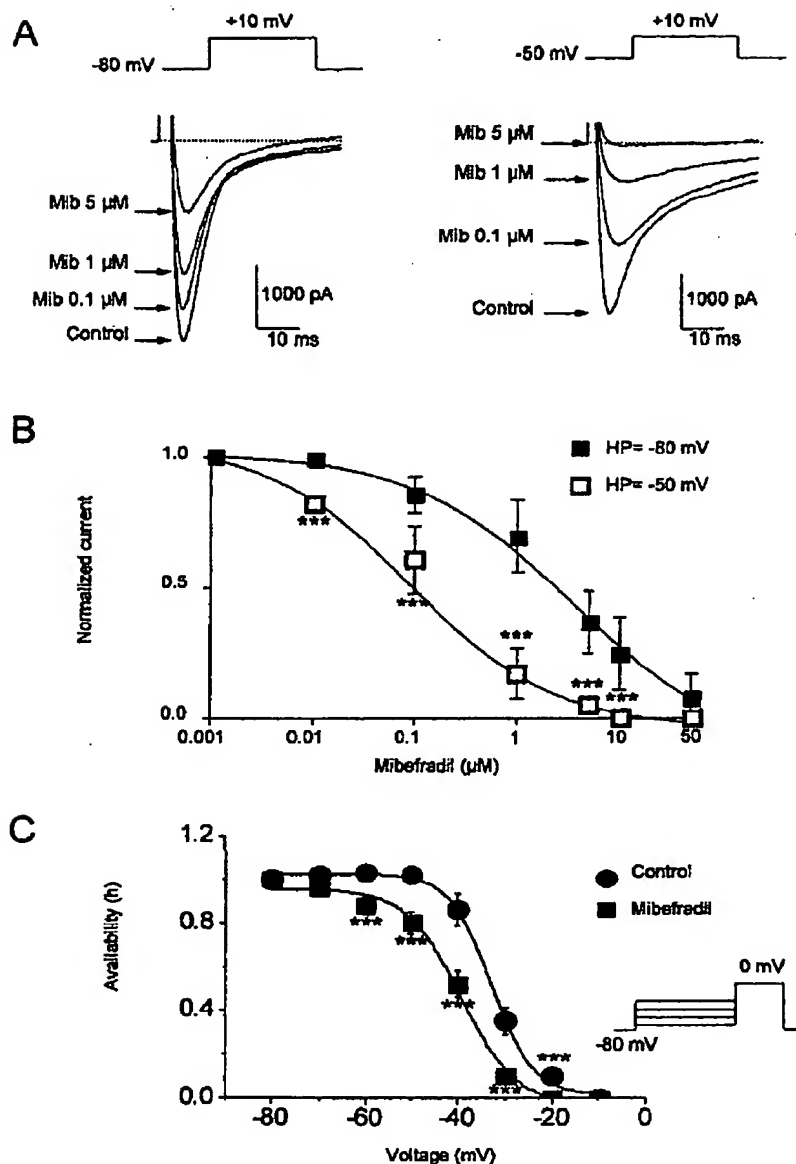 A
+10 mV
-80 mV
+10 mV
-50 mV
Mib 5 µM
Mib 1 µM
Mib 0.1 µM
Control
1000 pA
10 ms
Mib 5 µM
Mib 1 µM
Mib 0.1 µM
Control
1000 pA
10 ms
B
Normalized current
1.0
0.5
0.0
HP= -80 mV
HP= -50 mV
***
***
***
***
***
0.001
0.01
0.1
1
10
50
Mibefradil (µM)
C
Availability (h)
1.2
0.8
0.4
0.0
Control
Mibefradil
***
***
***
***
***
0 mV
-80 mV
-80
-60
-40
-20
0
Voltage (mV)